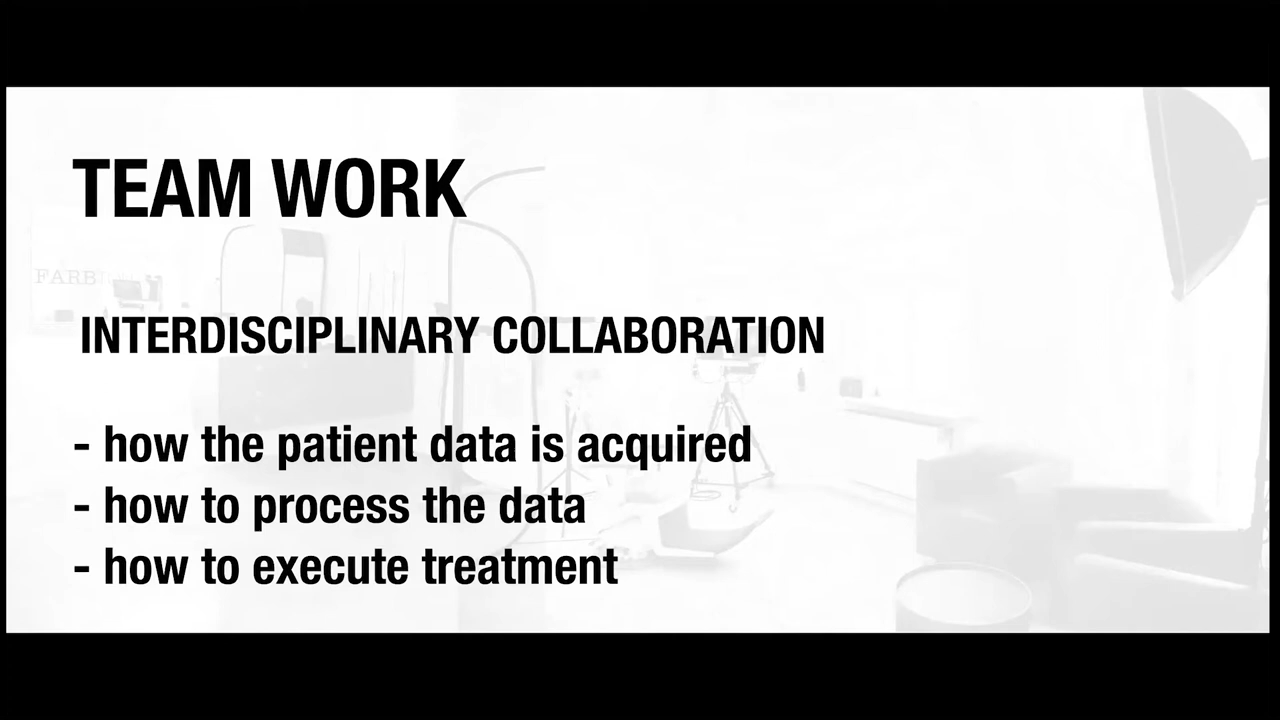 TEAM WORK
FARB
INTERDISCIPLINARY COLLABORATION
- how the patient data is acquired
- how to process the data
- how to execute treatment